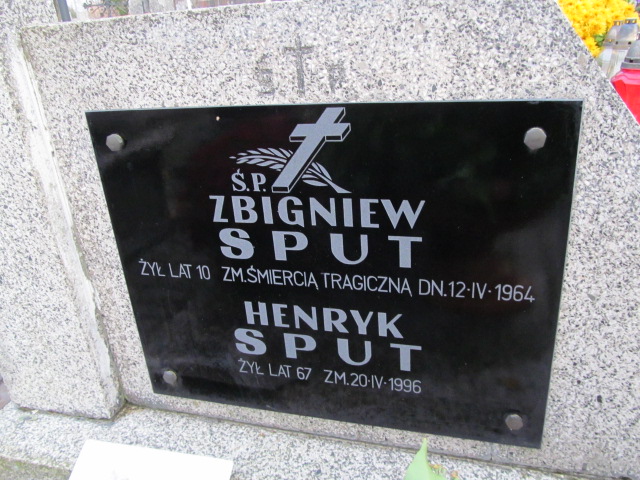 Ś.P.
ZBIGNIEW
SPUT
ŻYŁ LAT 10 ZM.ŚMIERCIĄ TRAGICZNĄ DN.12·IV·1964
HENRYK
SPUT
ŻYŁ LAT 67 ZM.20·IV·1996